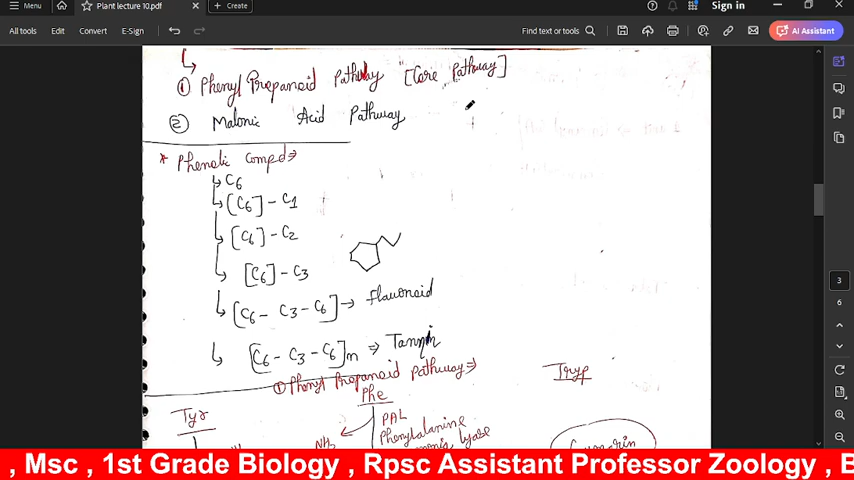 Menu
Plant lecture 10.pdf
Create
Sign in
All tools
Edit
Convert
E-Sign
Find text or tools
AI Assistant
① Phenyl Propanoid Pathway [Core Pathway]
② Malonic Acid Pathway
* Phenolic Compd ⇒
↳ C6
↳ [C6] - C1
↳ [C6] - C2
↳ [C6] - C3
↳ [C6 - C3 - C6] → Flavonoid
↳ [C6 - C3 - C6]n ⇒ Tannin
① Phenyl Propanoid Pathway ⇒
Tryp
Phe
Tyr
PAL
Phenylalanine
NH2
lyase
Coumarin
3
6
, Msc , 1st Grade Biology , Rpsc Assistant Professor Zoology , B